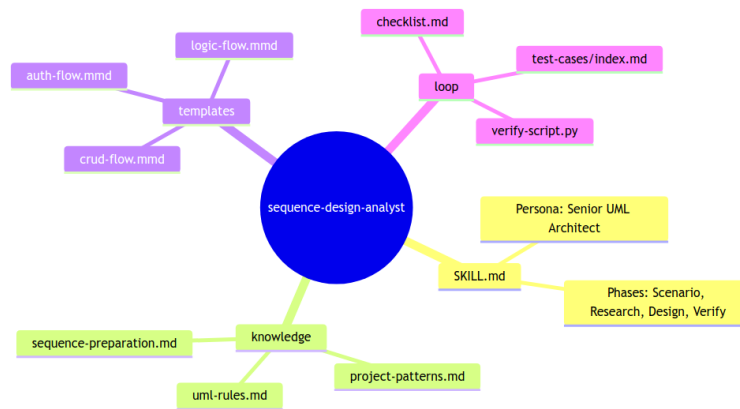 checklist.md
logic-flow.mmd
test-cases/index.md
auth-flow.mmd
loop
templates
verify-script.py
crud-flow.mmd
sequence-design-analyst
Persona: Senior UML
Architect
SKILL.md
Phases: Scenario,
Research, Design, Verify
knowledge
sequence-preparation.md
project-patterns.md
uml-rules.md